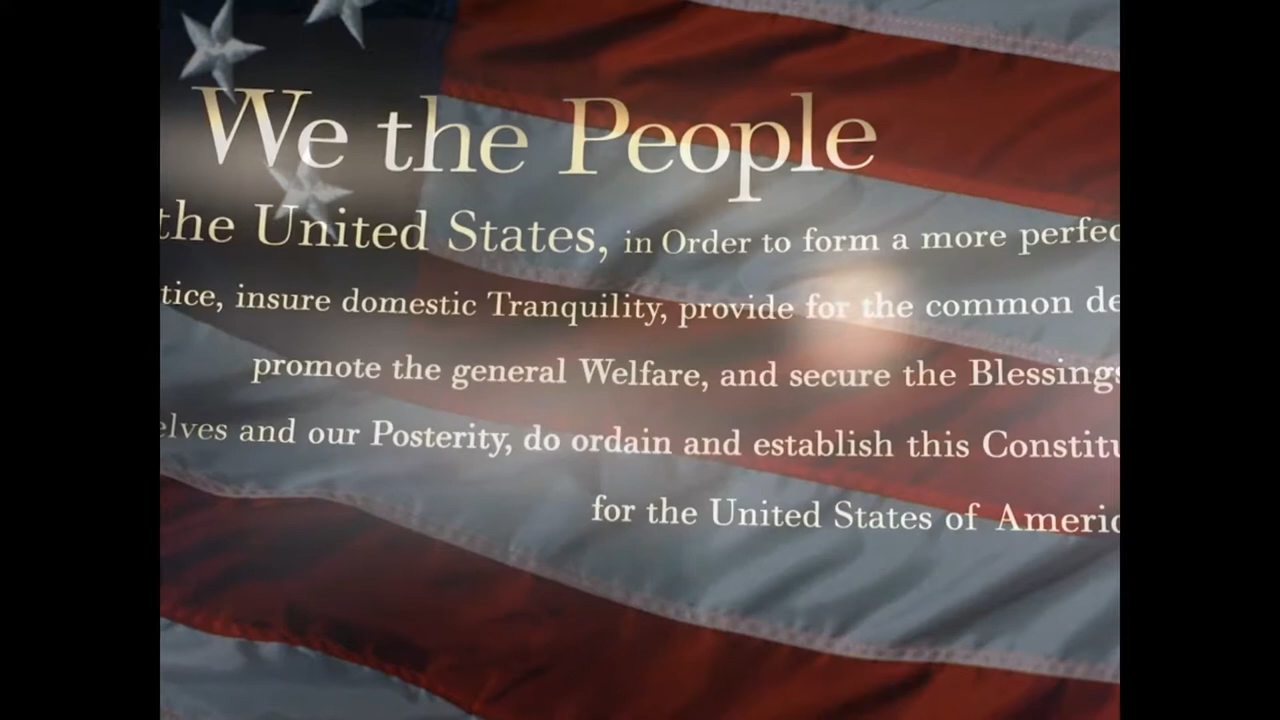 We the People
the United States, in Order to form a more perfec
tice, insure domestic Tranquility, provide for the common de
promote the general Welfare, and secure the Blessings
elves and our Posterity, do ordain and establish this Constitu
for the United States of Americ